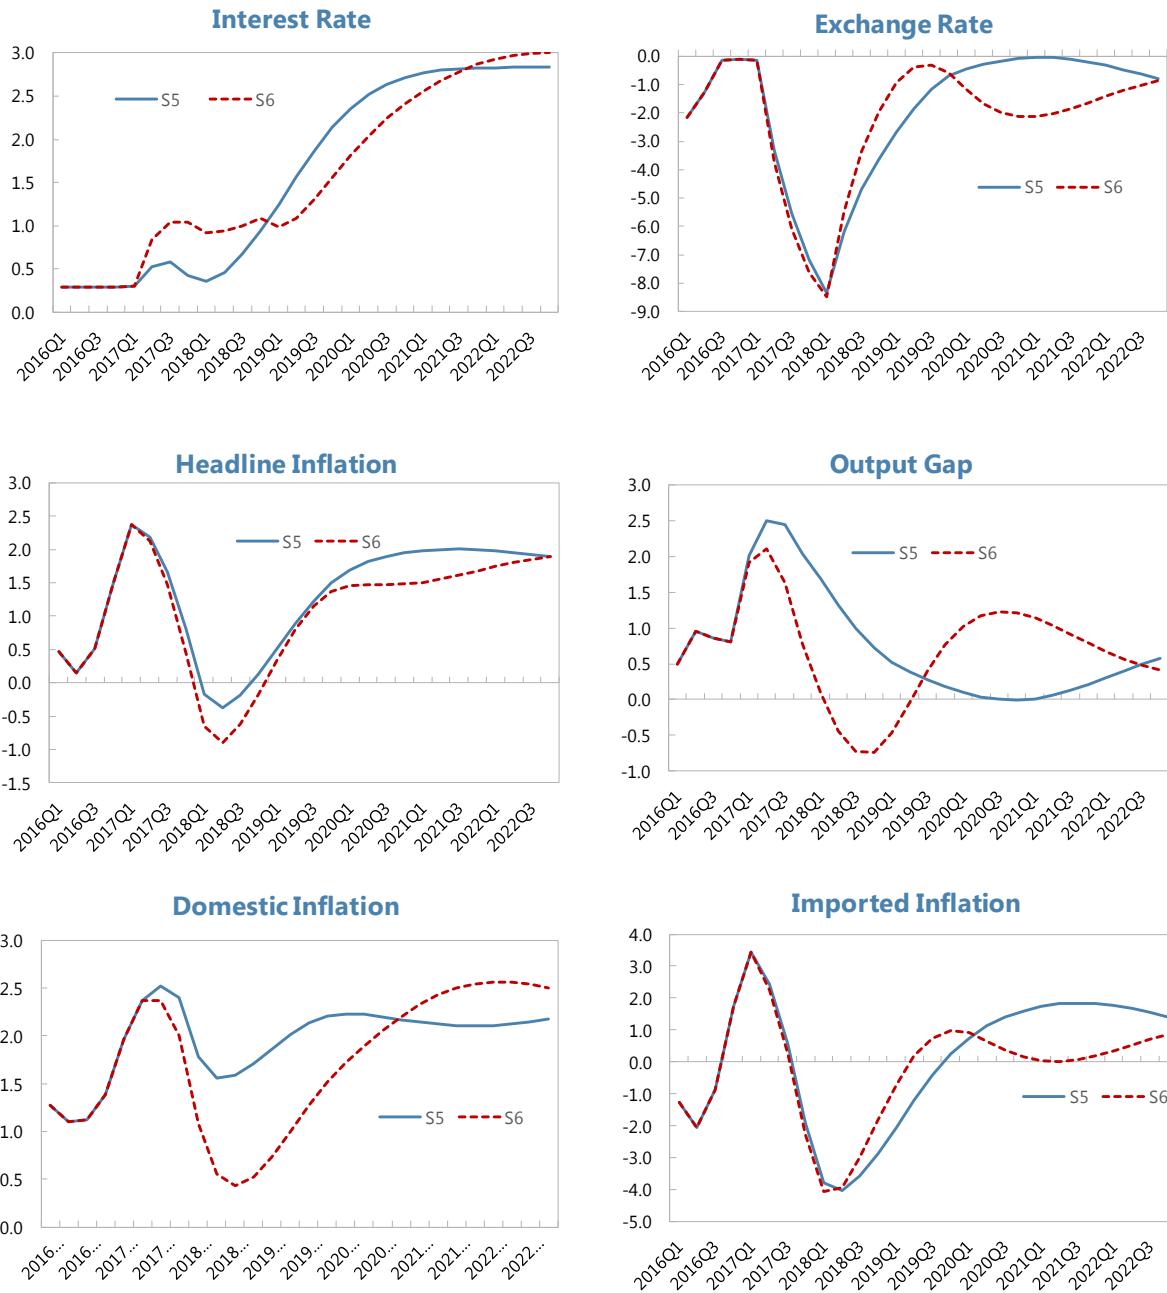 Interest Rate
3.0
2.5
2.0
1.5
1.0
0.5
0.0
S5 S6
2016Q1 2016Q3 2017Q1 2017Q3 2018Q1 2018Q3 2019Q1 2019Q3 2020Q1 2020Q3 2021Q1 2021Q3 2022Q1 2022Q3
Exchange Rate
0.0
-1.0
-2.0
-3.0
-4.0
-5.0
-6.0
-7.0
-8.0
-9.0
S5 S6
2016Q1 2016Q3 2017Q1 2017Q3 2018Q1 2018Q3 2019Q1 2019Q3 2020Q1 2020Q3 2021Q1 2021Q3 2022Q1 2022Q3
Headline Inflation
3.0
2.5
2.0
1.5
1.0
0.5
0.0
-0.5
-1.0
-1.5
S5 S6
2016Q1 2016Q3 2017Q1 2017Q3 2018Q1 2018Q3 2019Q1 2019Q3 2020Q1 2020Q3 2021Q1 2021Q3 2022Q1 2022Q3
Output Gap
3.0
2.5
2.0
1.5
1.0
0.5
0.0
-0.5
-1.0
S5 S6
2016Q1 2016Q3 2017Q1 2017Q3 2018Q1 2018Q3 2019Q1 2019Q3 2020Q1 2020Q3 2021Q1 2021Q3 2022Q1 2022Q3
Domestic Inflation
3.0
2.5
2.0
1.5
1.0
0.5
0.0
S5 S6
2016... 2016... 2017... 2017... 2018... 2018... 2019... 2019... 2020... 2020... 2021... 2021... 2022... 2022...
Imported Inflation
4.0
3.0
2.0
1.0
0.0
-1.0
-2.0
-3.0
-4.0
-5.0
S5 S6
2016Q1 2016Q3 2017Q1 2017Q3 2018Q1 2018Q3 2019Q1 2019Q3 2020Q1 2020Q3 2021Q1 2021Q3 2022Q1 2022Q3